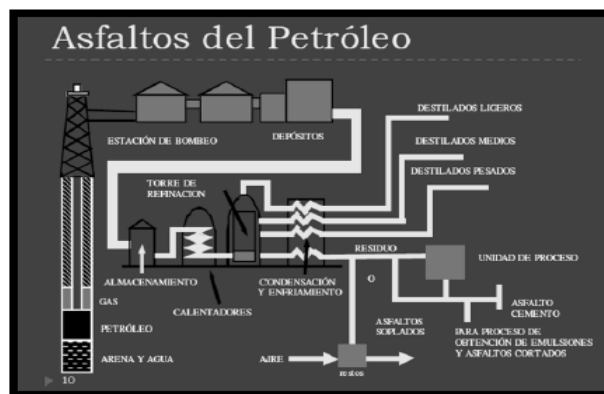 Asfaltos del Petróleo
DESTILADOS LIGEROS
ESTACIÓN DE BOMBEO
DEPÓSITOS
DESTILADOS MEDIOS
DESTILADOS PESADOS
TORRE DE
REFINACION
RESIDUO
UNIDAD DE PROCESO
ALMACENAMIENTO
CONDENSACIÓN
Y ENFRIAMIENTO
O
GAS
CALENTADORES
ASFALTO
CEMENTO
PETRÓLEO
ASFALTOS
SOPLADOS
PARA PROCESO DE
OBTENCIÓN DE EMULSIONES
Y ASFALTOS CORTADOS
ARENA Y AGUA
AIRE
restos
10